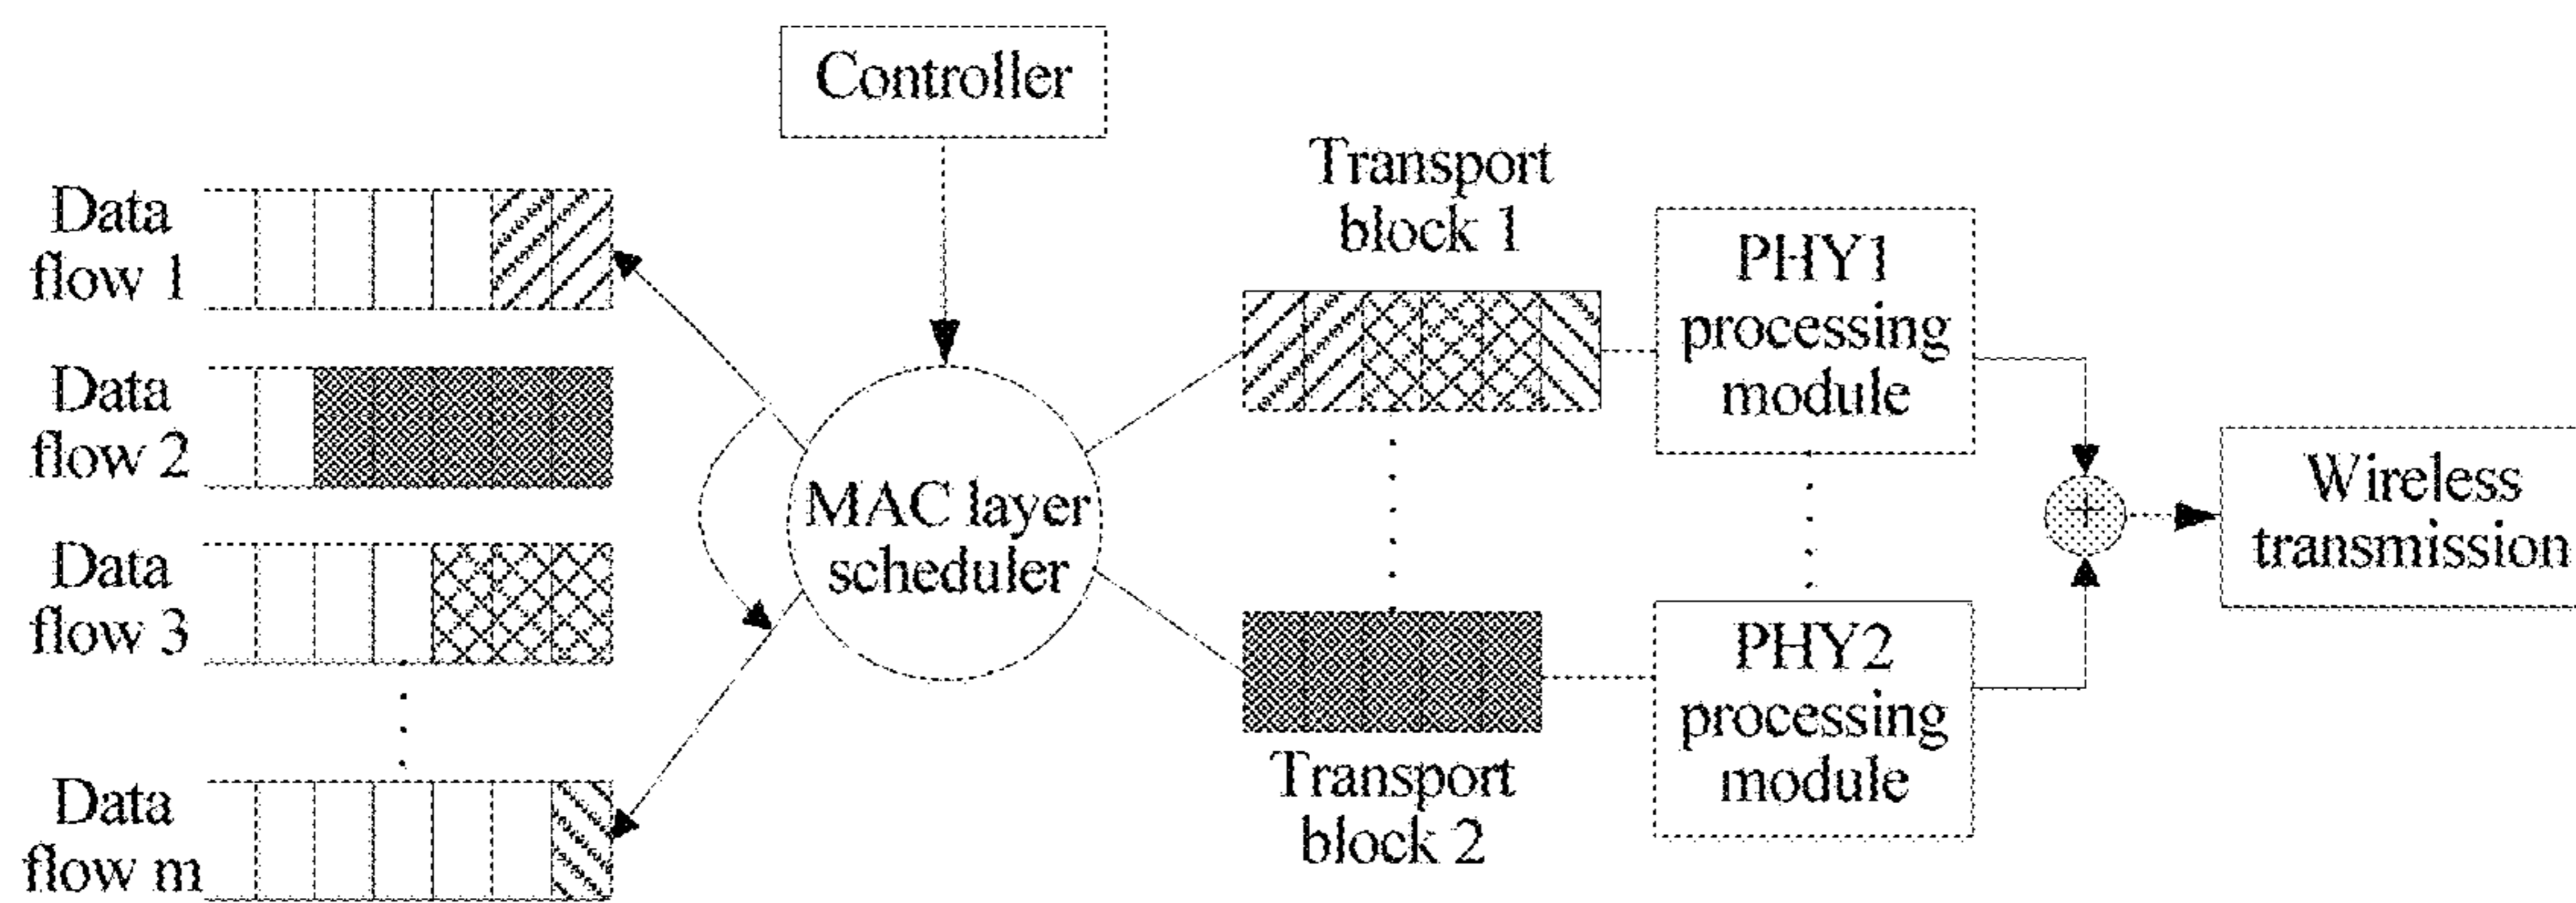 Controller
Data
flow 1
Data
flow 2
Data
flow 3
Data
flow m
MAC layer
scheduler
Transport
block 1
Transport
block 2
PHY1
processing
module
PHY2
processing
module
+
Wireless
transmission